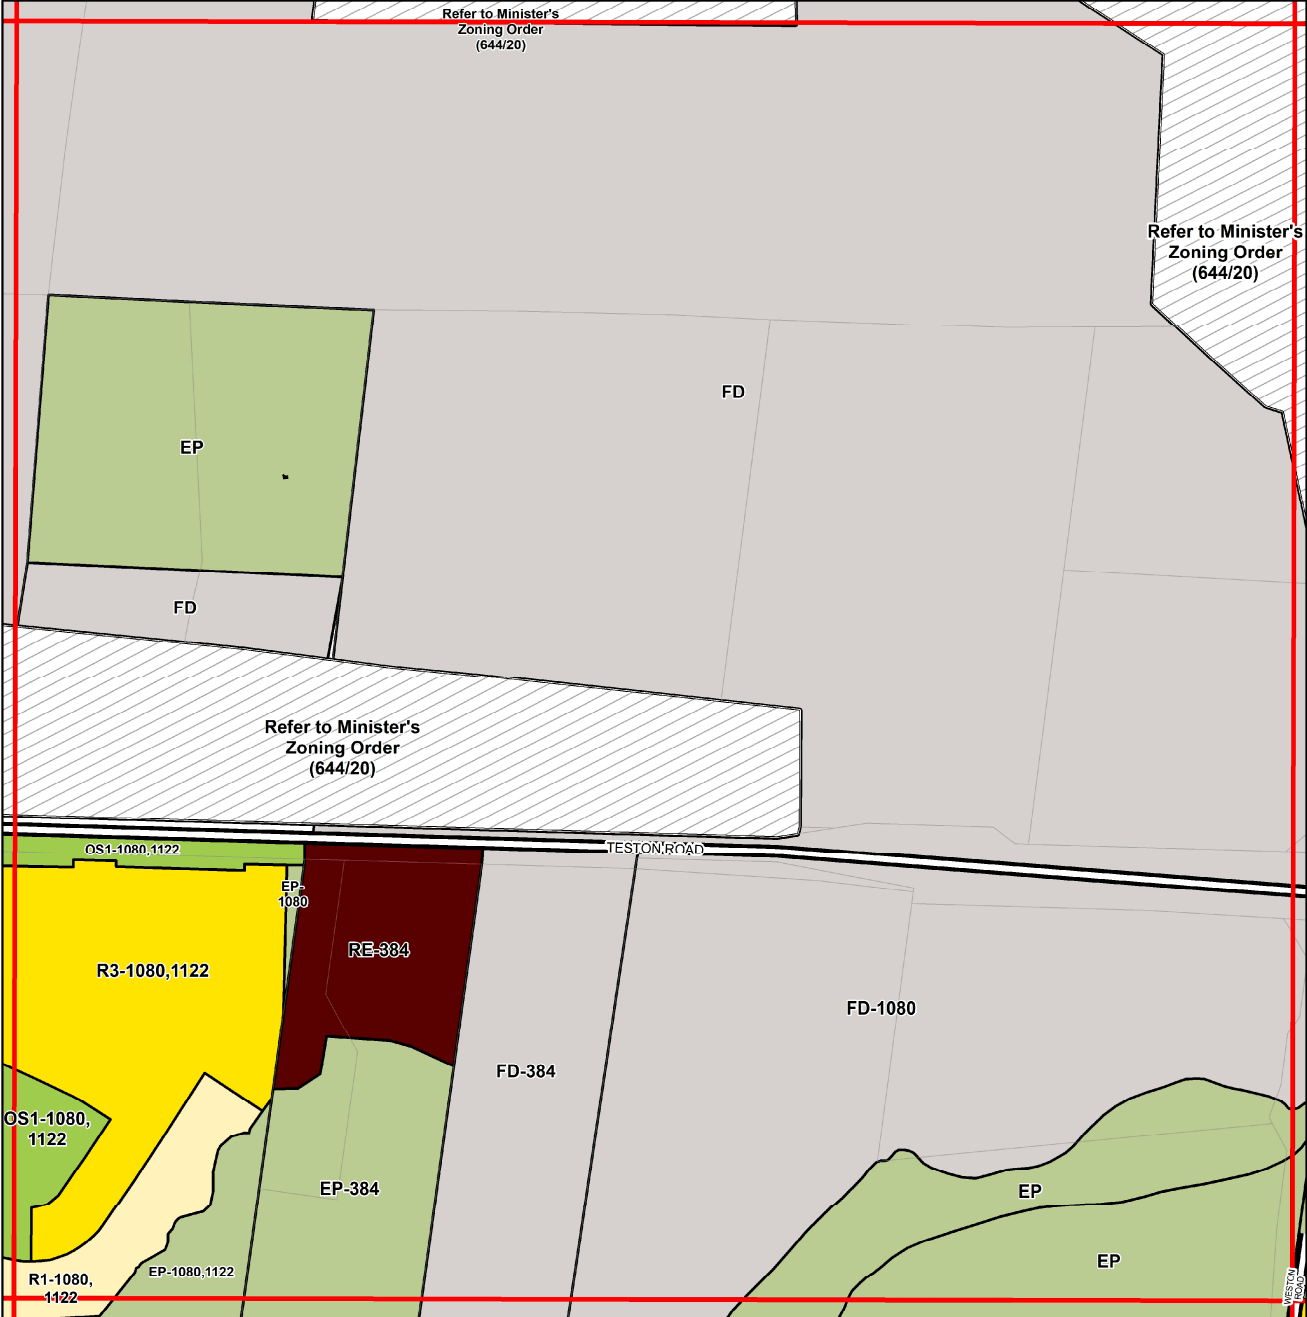 Refer to Minister's
Zoning Order
(644/20)
Refer to Minister's
Zoning Order
(644/20)
FD
EP
FD
Refer to Minister's
Zoning Order
(644/20)
TESTON ROAD
OS1-1080,1122
EP-
1080
RE-384
R3-1080,1122
FD-1080
FD-384
OS1-1080,
1122
EP-384
EP
EP
EP-1080,1122
R1-1080,
1122
WESTON
ROAD